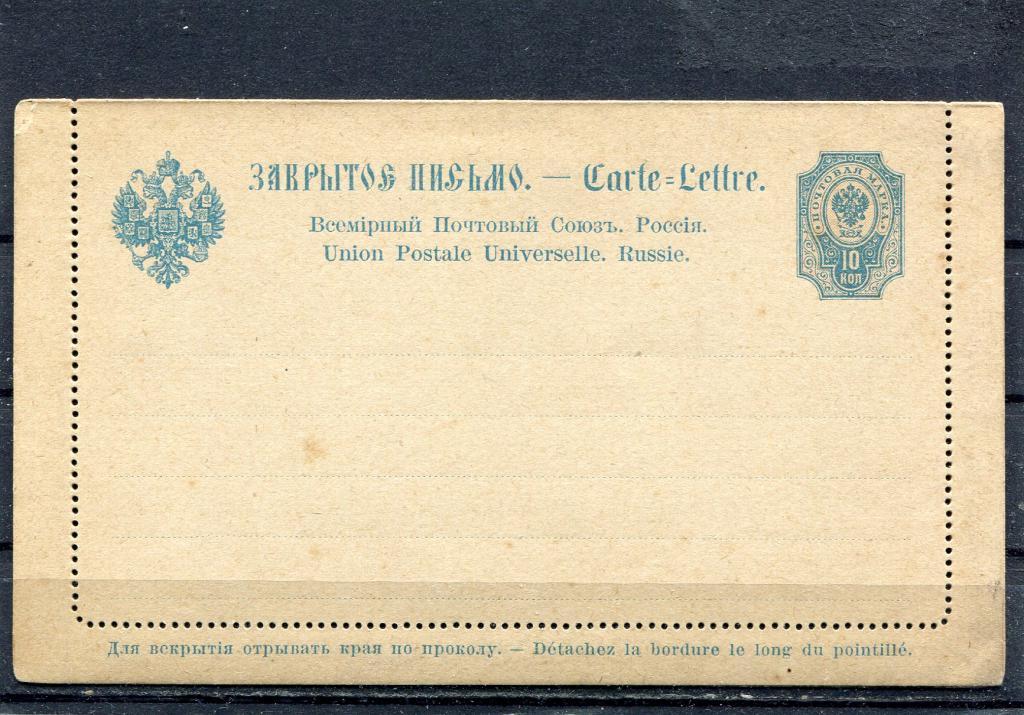 ЗАКРЫТОЕ ПИСЬМО. — Carte=Lettre.
Всемірный Почтовый Союзъ. Россія.
Union Postale Universelle. Russie.
ПОЧТОВАЯ МАРКА
10
КОП
Для вскрытія отрывать края по проколу. — Détachez la bordure le long du pointillé.